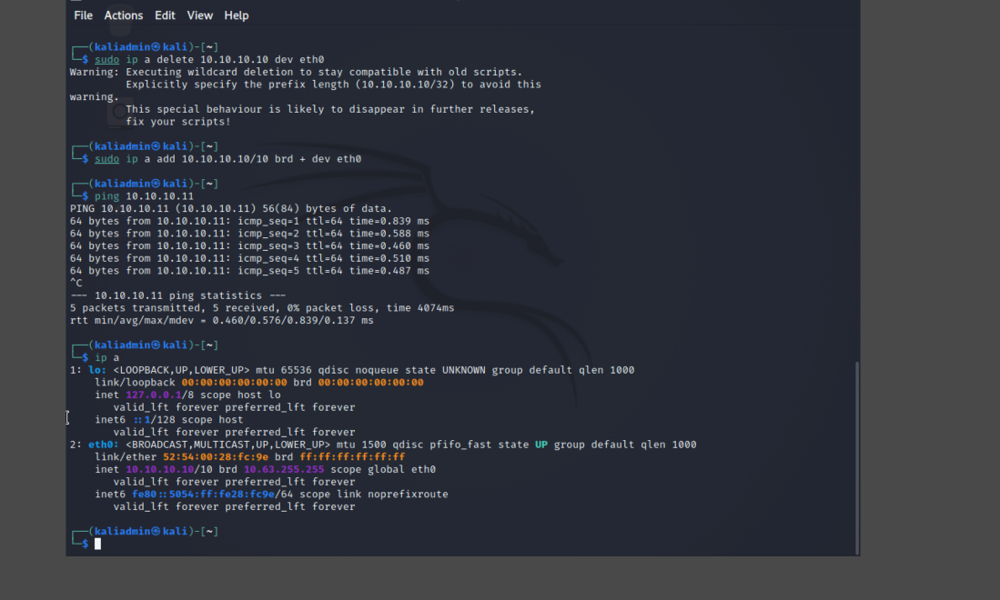 File Actions Edit View Help
┌──(kaliadmin㉿kali)-[~]
└─$ sudo ip a delete 10.10.10.10 dev eth0
Warning: Executing wildcard deletion to stay compatible with old scripts.
         Explicitly specify the prefix length (10.10.10.10/32) to avoid this
warning.
         This special behaviour is likely to disappear in further releases,
         fix your scripts!
┌──(kaliadmin㉿kali)-[~]
└─$ sudo ip a add 10.10.10.10/10 brd + dev eth0
┌──(kaliadmin㉿kali)-[~]
└─$ ping 10.10.10.11
PING 10.10.10.11 (10.10.10.11) 56(84) bytes of data.
64 bytes from 10.10.10.11: icmp_seq=1 ttl=64 time=0.839 ms
64 bytes from 10.10.10.11: icmp_seq=2 ttl=64 time=0.588 ms
64 bytes from 10.10.10.11: icmp_seq=3 ttl=64 time=0.460 ms
64 bytes from 10.10.10.11: icmp_seq=4 ttl=64 time=0.510 ms
64 bytes from 10.10.10.11: icmp_seq=5 ttl=64 time=0.487 ms
^C
--- 10.10.10.11 ping statistics ---
5 packets transmitted, 5 received, 0% packet loss, time 4074ms
rtt min/avg/max/mdev = 0.460/0.576/0.839/0.137 ms
┌──(kaliadmin㉿kali)-[~]
└─$ ip a
1: lo: <LOOPBACK,UP,LOWER_UP> mtu 65536 qdisc noqueue state UNKNOWN group default qlen 1000
    link/loopback 00:00:00:00:00:00 brd 00:00:00:00:00:00
    inet 127.0.0.1/8 scope host lo
       valid_lft forever preferred_lft forever
    inet6 ::1/128 scope host
       valid_lft forever preferred_lft forever
2: eth0: <BROADCAST,MULTICAST,UP,LOWER_UP> mtu 1500 qdisc pfifo_fast state UP group default qlen 1000
    link/ether 52:54:00:28:fc:9e brd ff:ff:ff:ff:ff:ff
    inet 10.10.10.10/10 brd 10.63.255.255 scope global eth0
       valid_lft forever preferred_lft forever
    inet6 fe80::5054:ff:fe28:fc9e/64 scope link noprefixroute
       valid_lft forever preferred_lft forever
┌──(kaliadmin㉿kali)-[~]
└─$